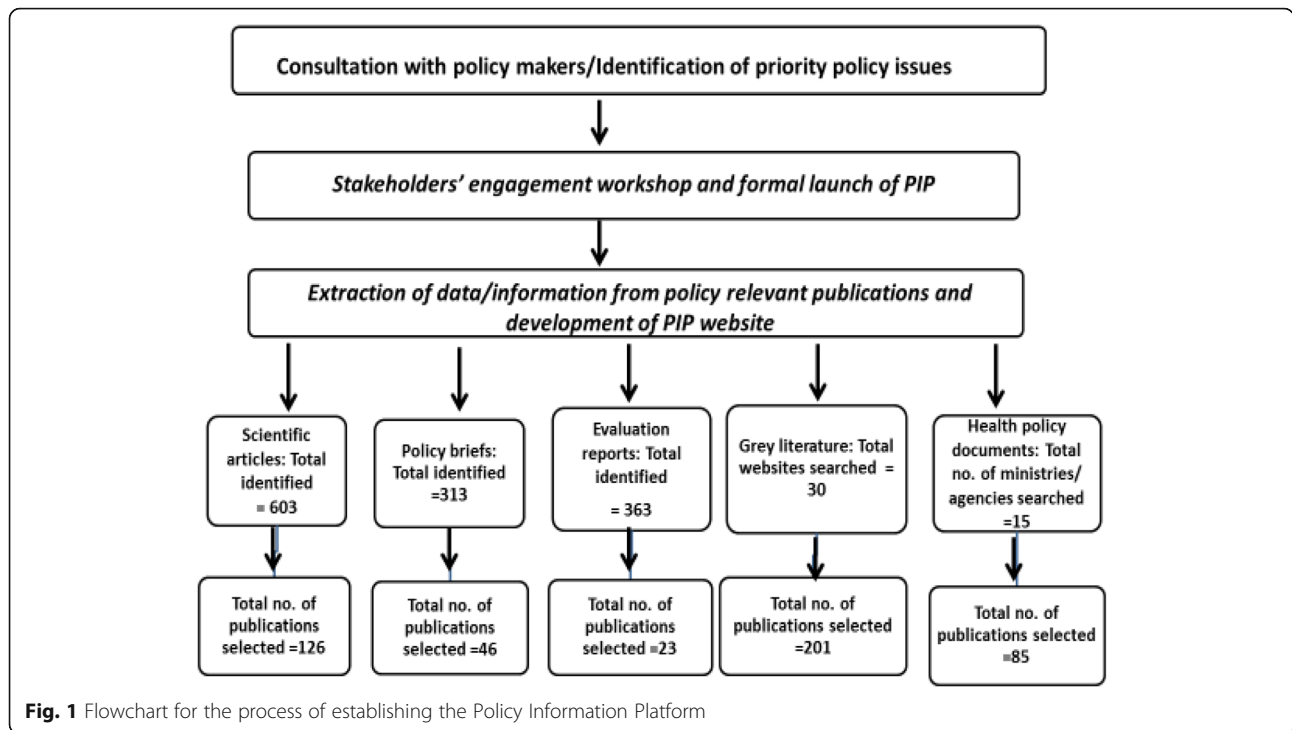 Consultation with policy makers/Identification of priority policy issues
Stakeholders' engagement workshop and formal launch of PIP
Extraction of data/information from policy relevant publications and
development of PIP website
Scientific
articles: Total
identified
= 603
Policy briefs:
Total identified
=313
Evaluation
reports: Total
identified
= 363
Grey literature: Total
websites searched =
30
Health policy
documents: Total
no. of ministries/
agencies searched
=15
Total no. of
publications
selected =126
Total no. of
publications
selected =46
Total no. of
publications
selected =23
Total no. of
publications selected
=201
Total no. of
publications selected
=85
Fig. 1 Flowchart for the process of establishing the Policy Information Platform